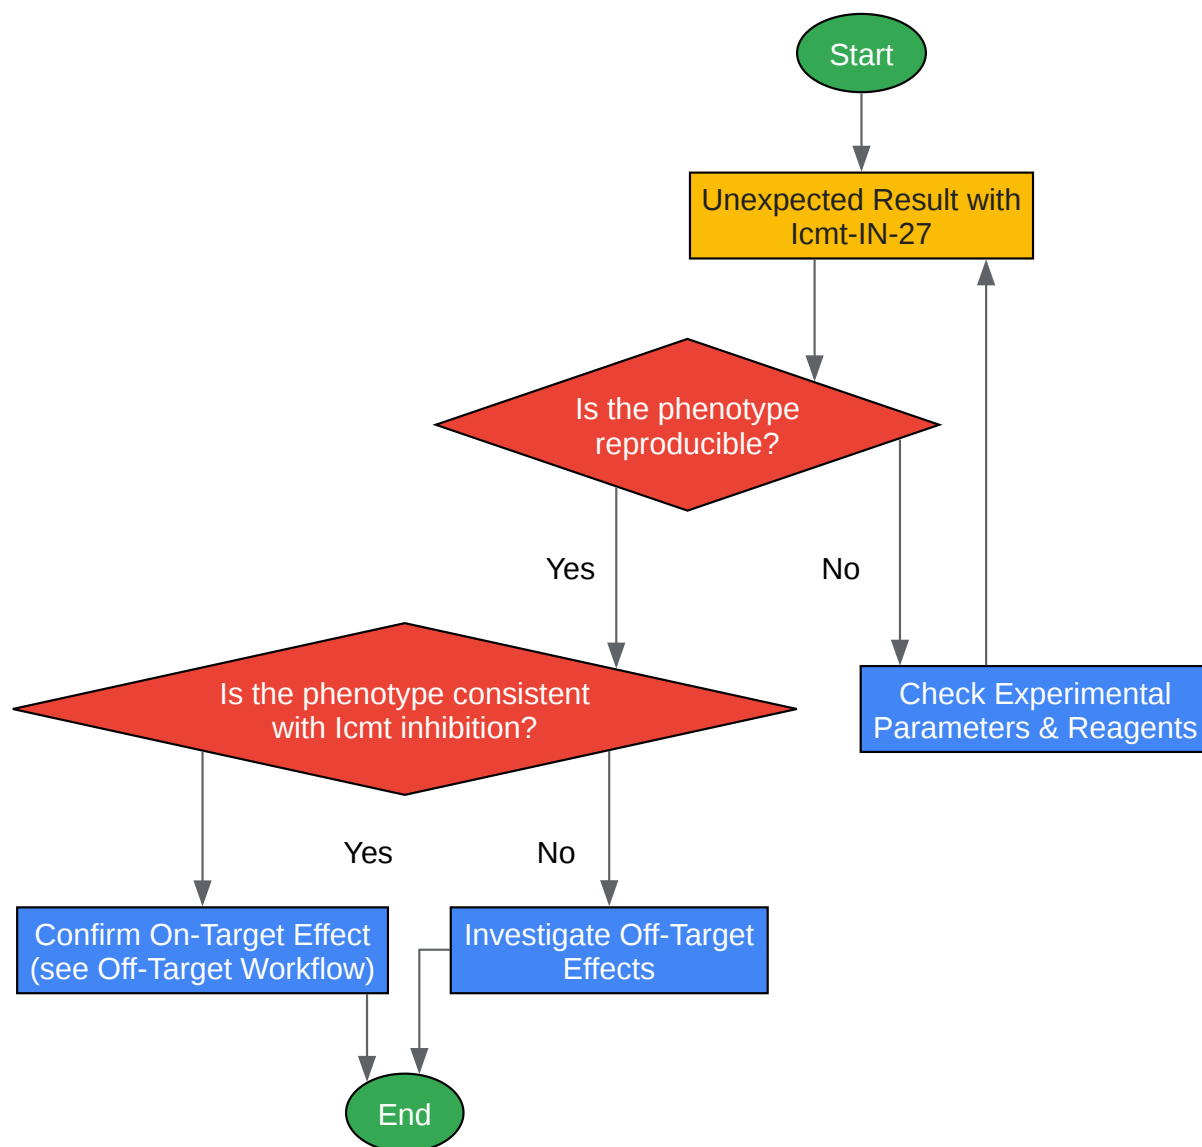 Start
Unexpected Result with
Icmt-IN-27
Is the phenotype
reproducible?
Yes
No
Is the phenotype consistent
with Icmt inhibition?
Check Experimental
Parameters & Reagents
Yes
No
Confirm On-Target Effect
(see Off-Target Workflow)
Investigate Off-Target
Effects
End